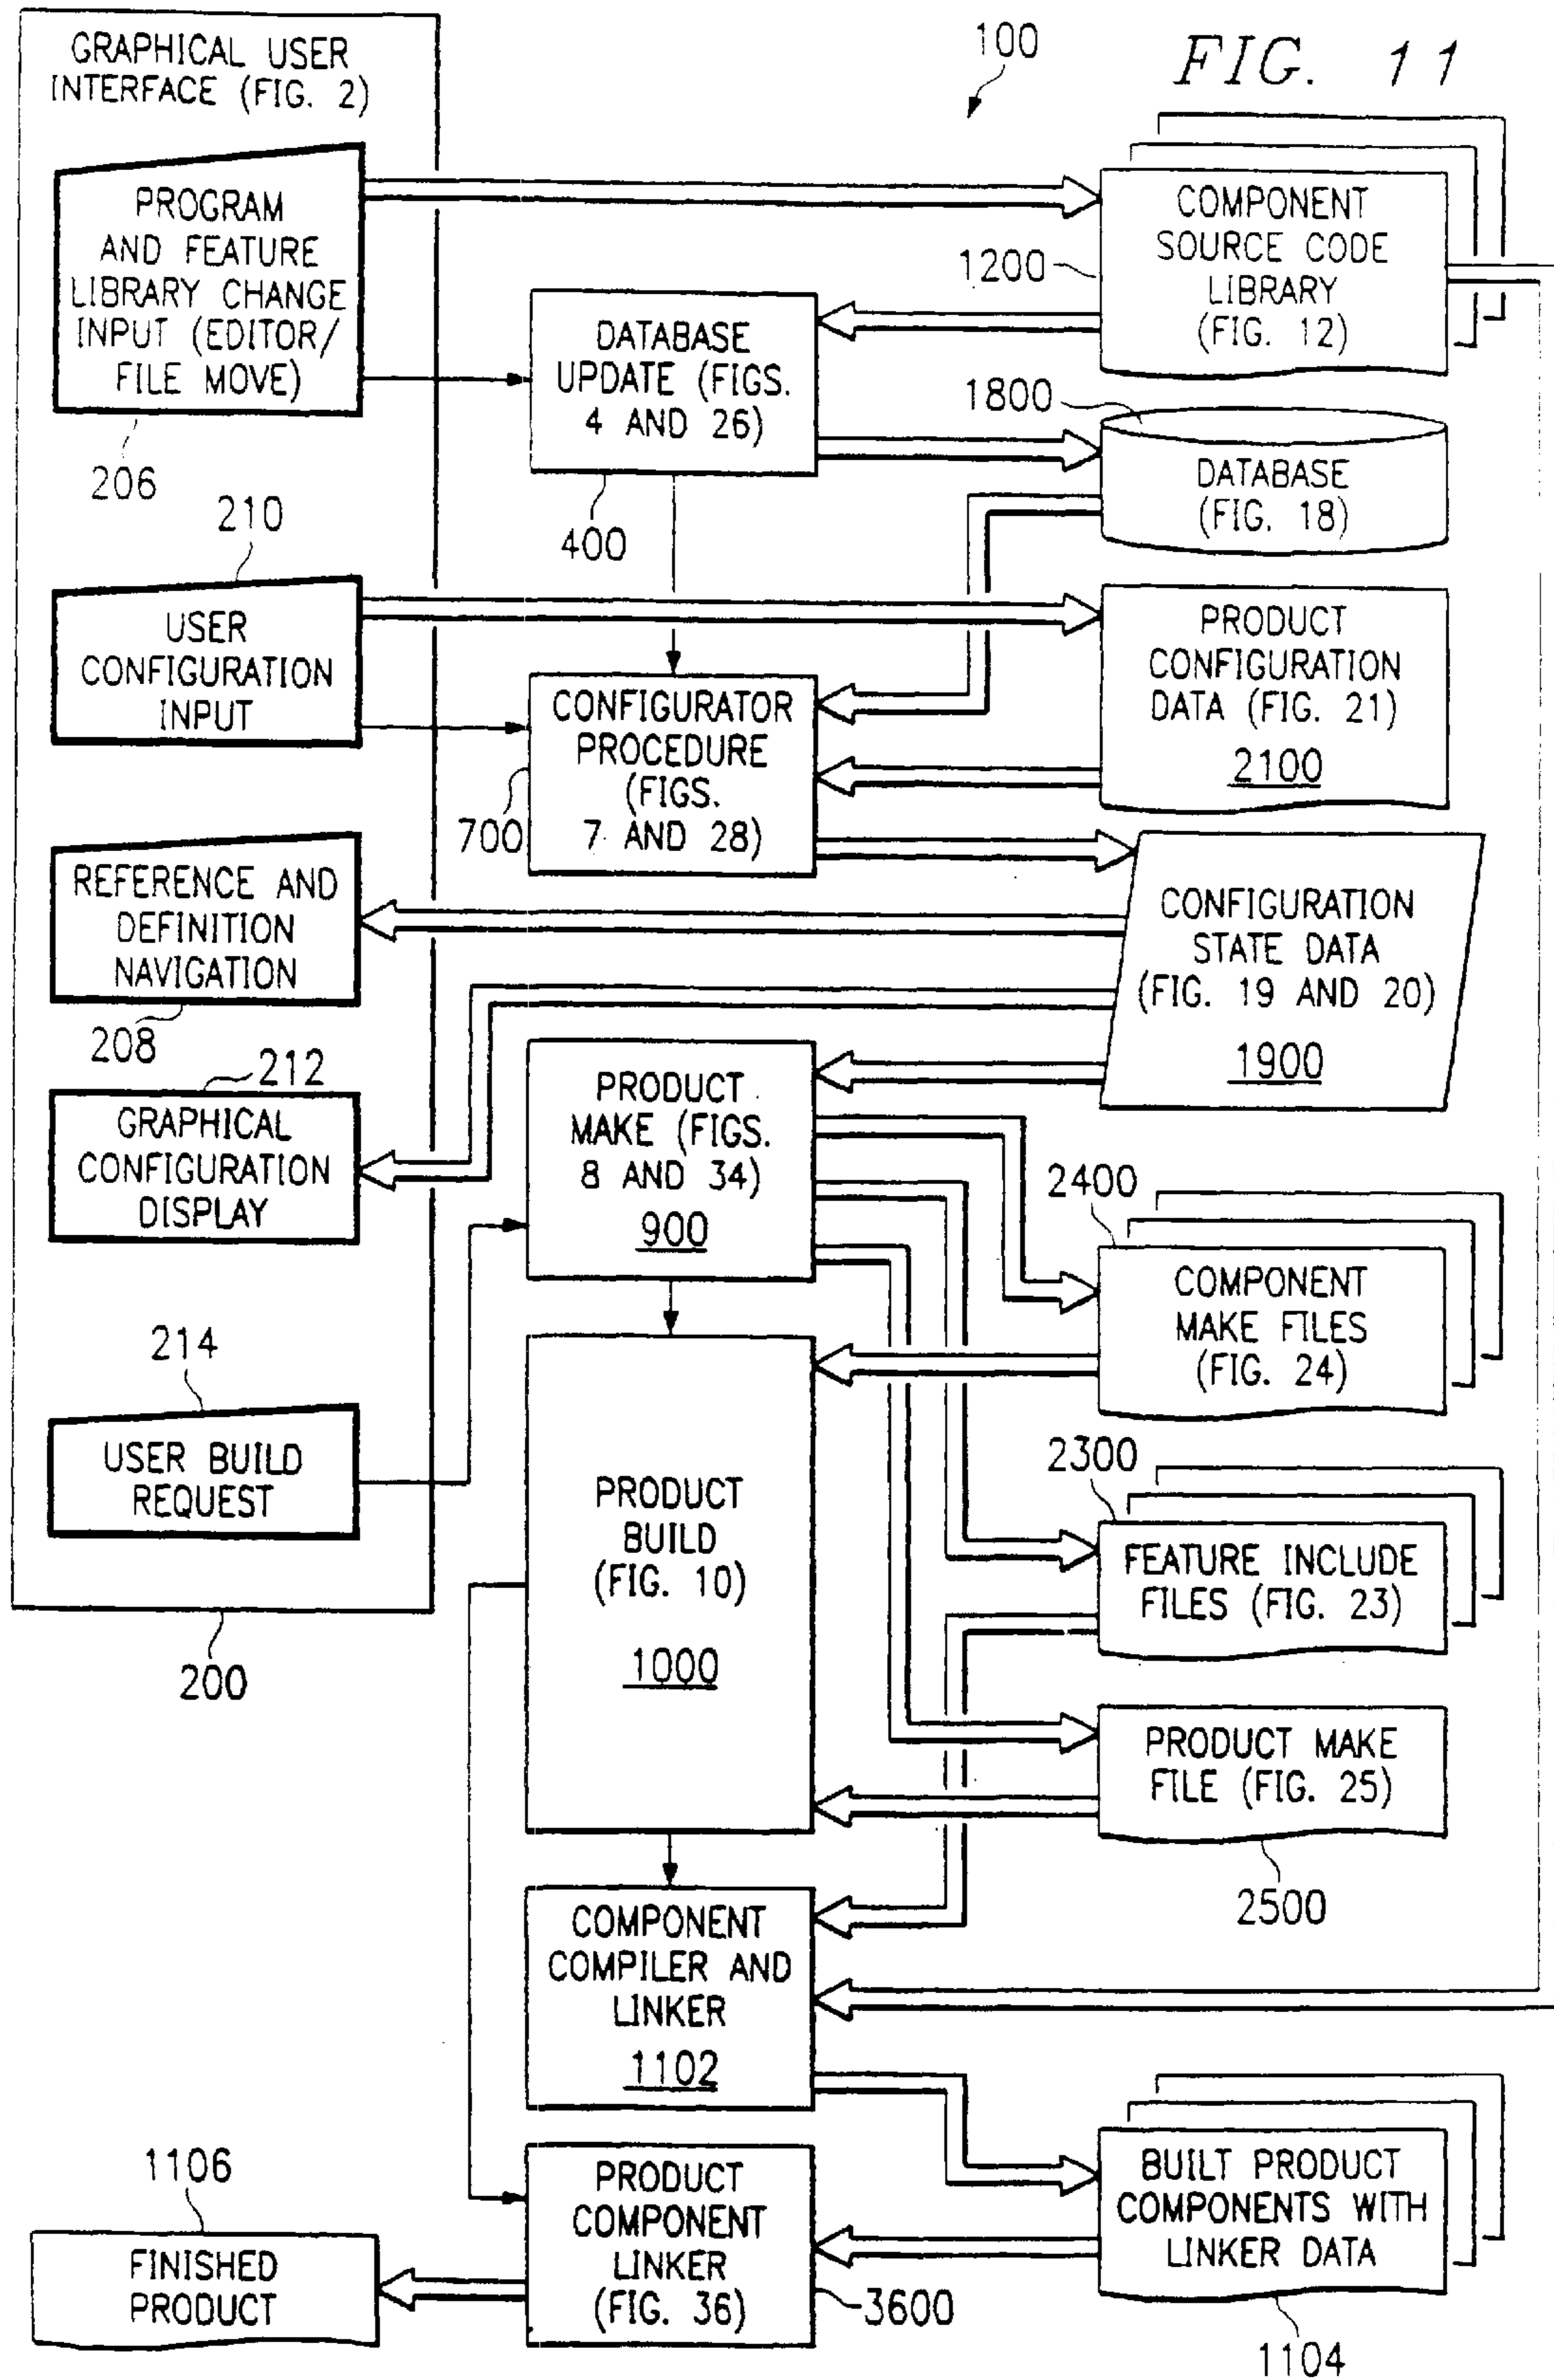 FIG. 11
100
GRAPHICAL USER
INTERFACE (FIG. 2)
PROGRAM
AND FEATURE
LIBRARY CHANGE
INPUT (EDITOR/
FILE MOVE)
206
COMPONENT
SOURCE CODE
LIBRARY
(FIG. 12)
1200
DATABASE
UPDATE (FIGS.
4 AND 26)
400
1800
DATABASE
(FIG. 18)
210
USER
CONFIGURATION
INPUT
PRODUCT
CONFIGURATION
DATA (FIG. 21)
2100
CONFIGURATOR
PROCEDURE
(FIGS.
7 AND 28)
700
REFERENCE AND
DEFINITION
NAVIGATION
208
CONFIGURATION
STATE DATA
(FIG. 19 AND 20)
1900
212
GRAPHICAL
CONFIGURATION
DISPLAY
PRODUCT
MAKE (FIGS.
8 AND 34)
900
2400
COMPONENT
MAKE FILES
(FIG. 24)
214
USER BUILD
REQUEST
200
PRODUCT
BUILD
(FIG. 10)
1000
2300
FEATURE INCLUDE
FILES (FIG. 23)
PRODUCT MAKE
FILE (FIG. 25)
2500
COMPONENT
COMPILER AND
LINKER
1102
1106
FINISHED
PRODUCT
PRODUCT
COMPONENT
LINKER
(FIG. 36)
3600
BUILT PRODUCT
COMPONENTS WITH
LINKER DATA
1104